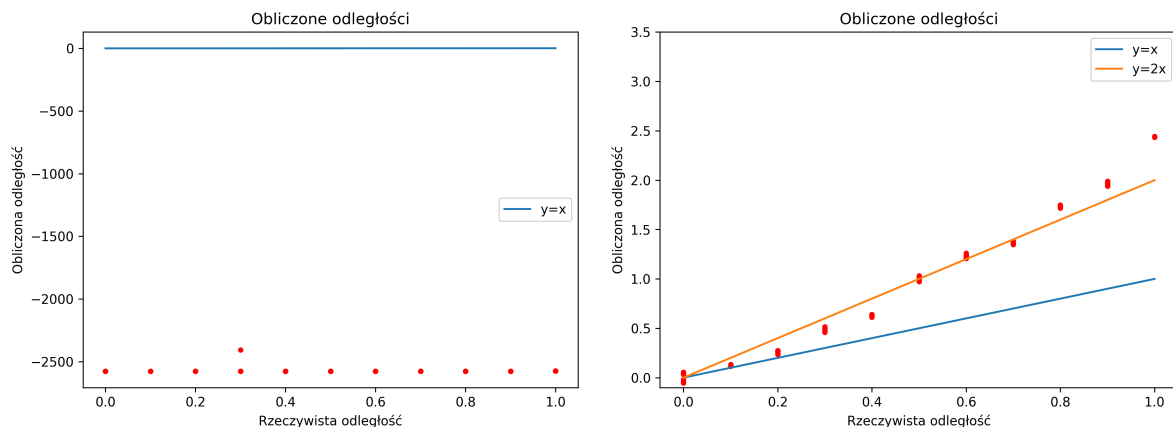 Obliczone odległości
0
−500
−1000
−1500
−2000
−2500
Obliczona odległość
y=x
0.0 0.2 0.4 0.6 0.8 1.0
Rzeczywista odległość
Obliczone odległości
3.5
3.0
2.5
2.0
1.5
1.0
0.5
0.0
Obliczona odległość
y=x
y=2x
0.0 0.2 0.4 0.6 0.8 1.0
Rzeczywista odległość